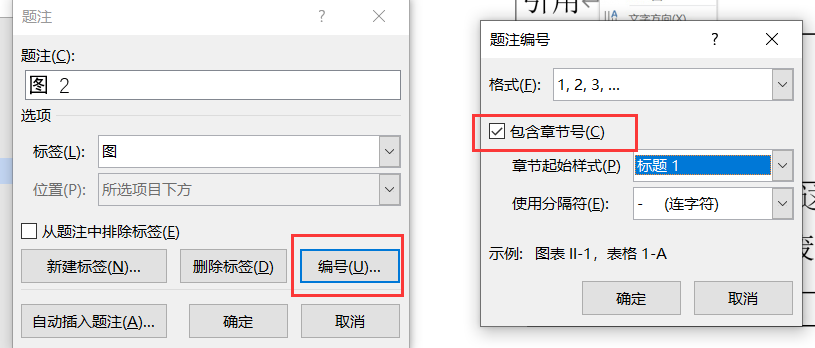 题注
?
题注(C):
图 2
选项
标签(L):
图
位置(P):
所选项目下方
从题注中排除标签(E)
新建标签(N)...
删除标签(D)
编号(U)...
自动插入题注(A)...
确定
取消
引用
文字方向(X)
题注编号
?
格式(F):
1, 2, 3, ...
包含章节号(C)
章节起始样式(P)
标题 1
使用分隔符(E):
- (连字符)
示例: 图表 II-1, 表格 1-A
确定
取消